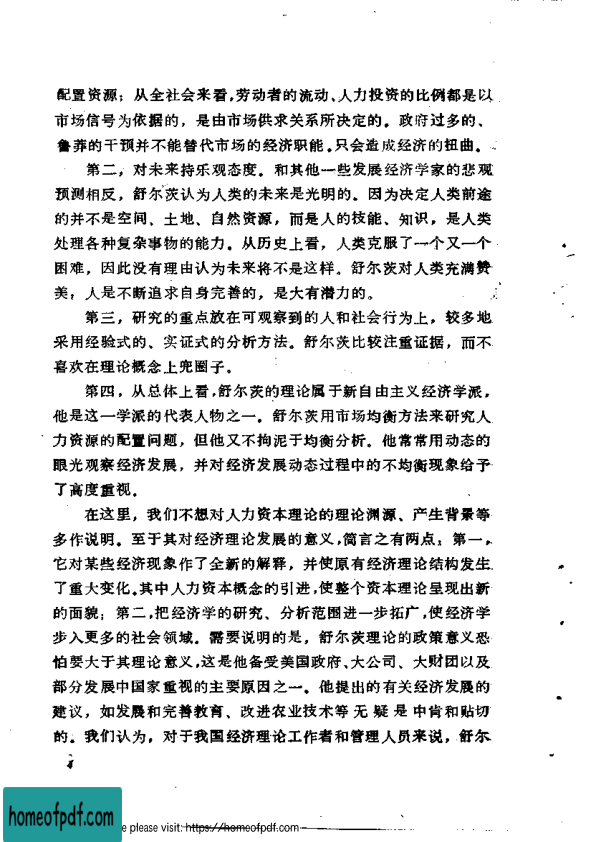 配置资源；从全社会来看，劳动者的流动、人力投资的比例都是以
市场信号为依据的，是由市场供求关系所决定的。政府过多的、
鲁莽的干预并不能替代市场的经济职能，只会造成经济的扭曲。
第二，对未来持乐观态度。和其他一些发展经济学家的悲观
预测相反，舒尔茨认为人类的未来是光明的。因为决定人类前途
的并不是空间、土地、自然资源，而是人的技能、知识，是人类
处理各种复杂事物的能力。从历史上看，人类克服了一个又一个
困难，因此没有理由认为未来将不是这样。舒尔茨对人类充满赞
美；人是不断追求自身完善的，是大有潜力的。
第三，研究的重点放在可观察到的人和社会行为上，较多地
采用经验式的、实证式的分析方法。舒尔茨比较注重证据，而不
喜欢在理论概念上兜圈子。
第四，从总体上看，舒尔茨的理论属于新自由主义经济学派，
他是这一学派的代表人物之一。舒尔茨用市场均衡方法来研究人
力资源的配置问题，但他又不拘泥于均衡分析。他常常用动态的
眼光观察经济发展，并对经济发展动态过程中的不均衡现象给予
了高度重视。
在这里，我们不想对人力资本理论的理论渊源、产生背景等
多作说明。至于其对经济理论发展的意义，简言之有两点：第一，
它对某些经济现象作了全新的解释，并使原有经济理论结构发生
了重大变化，其中人力资本概念的引进，使整个资本理论呈现出新
的面貌；第二，把经济学的研究、分析范围进一步拓广，使经济学
步入更多的社会领域。需要说明的是，舒尔茨理论的政策意义恐
怕要大于其理论意义，这是他备受美国政府、大公司、大财团以及
部分发展中国家重视的主要原因之一。他提出的有关经济发展的
建议，如发展和完善教育、改进农业技术等无疑是中肯和贴切
的。我们认为，对于我国经济理论工作者和管理人员来说，舒尔
4
homeofpdf.com
e please visit: https://homeofpdf.com